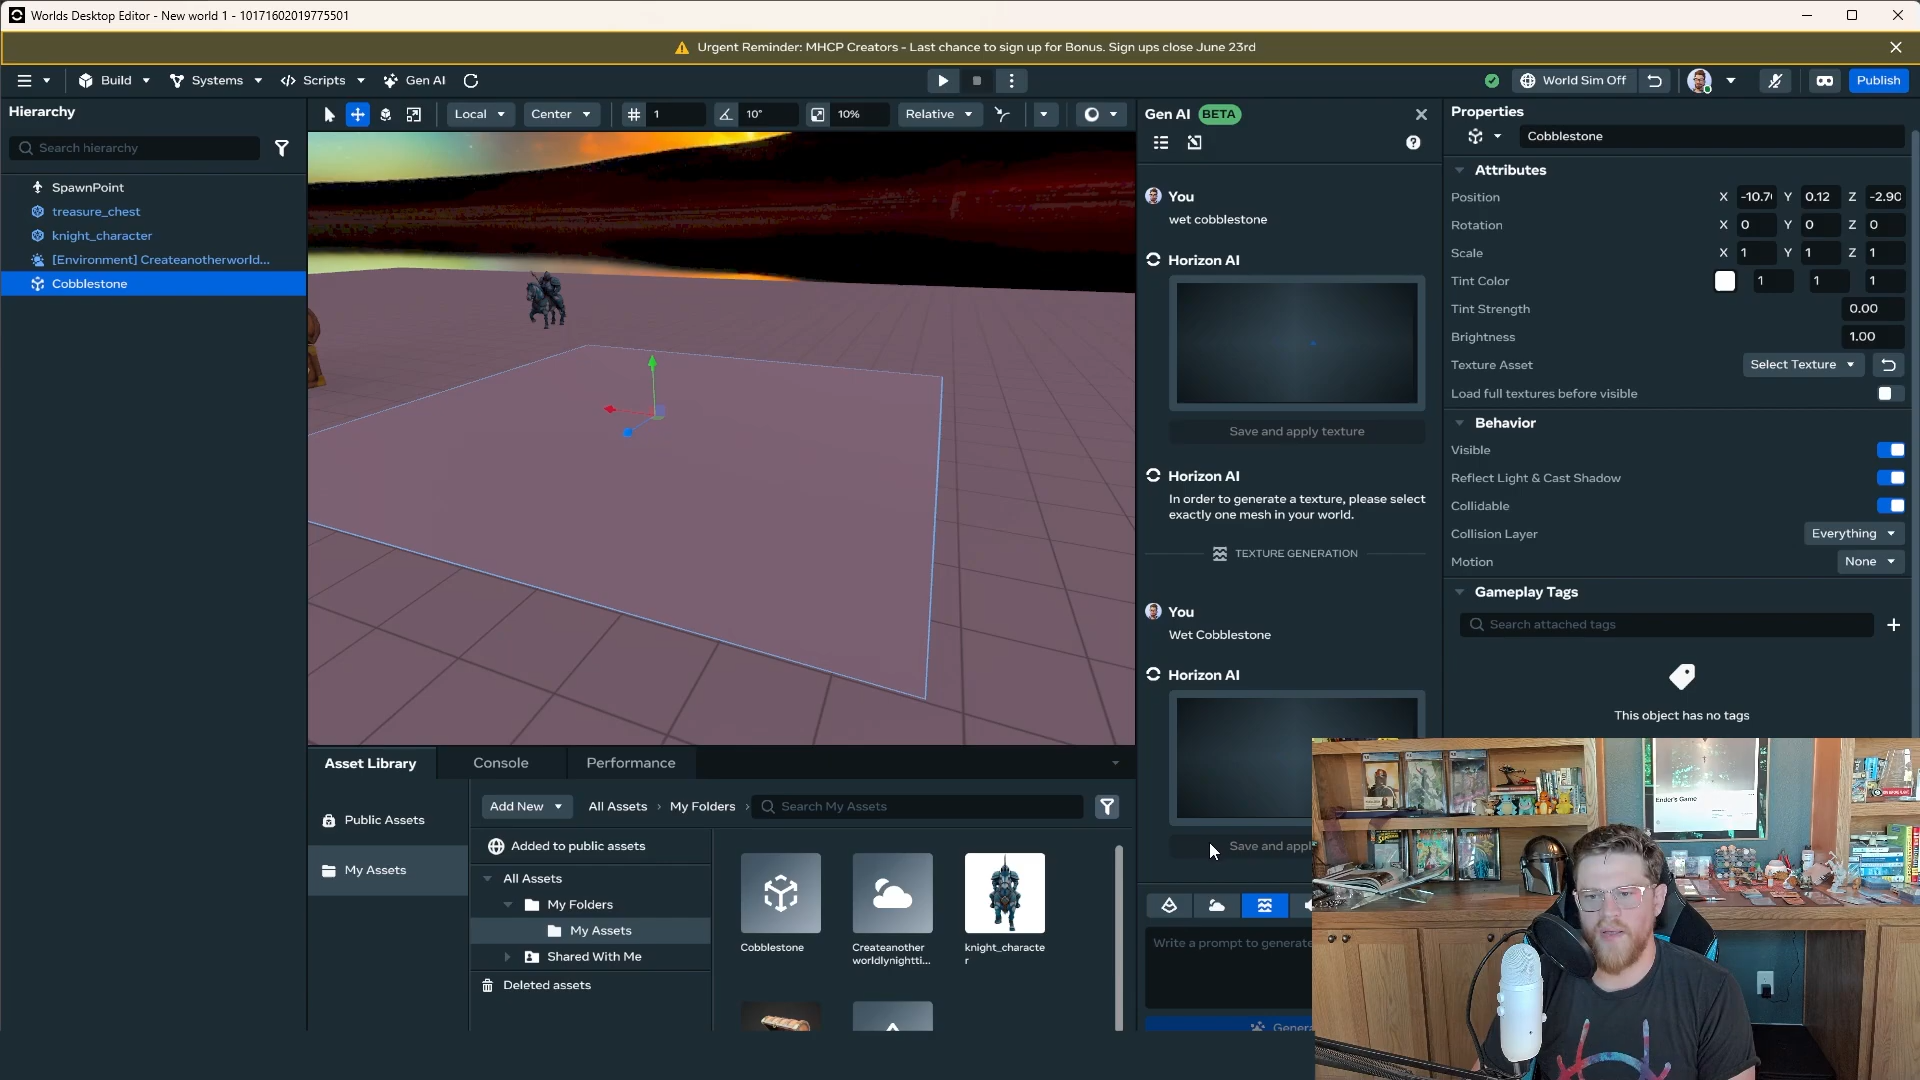 Worlds Desktop Editor - New world 1 - 10171602019775501
Urgent Reminder: MHCP Creators - Last chance to sign up for Bonus. Sign ups close June 23rd
Build
Systems
Scripts
Gen AI
World Sim Off
Publish
Hierarchy
Search hierarchy
SpawnPoint
treasure_chest
knight_character
[Environment] Createanotherworld...
Cobblestone
Local
Center
1
10°
10%
Relative
Gen AI BETA
You
wet cobblestone
Horizon AI
Save and apply texture
Horizon AI
In order to generate a texture, please select
exactly one mesh in your world.
TEXTURE GENERATION
You
Wet Cobblestone
Horizon AI
Save and appl
Write a prompt to generate
Genera
Properties
Cobblestone
Attributes
Position X -10.7 Y 0.12 Z -2.90
Rotation X 0 Y 0 Z 0
Scale X 1 Y 1 Z 1
Tint Color 1 1 1
Tint Strength 0.00
Brightness 1.00
Texture Asset Select Texture
Load full textures before visible
Behavior
Visible
Reflect Light & Cast Shadow
Collidable
Collision Layer Everything
Motion None
Gameplay Tags
Search attached tags
This object has no tags
Asset Library
Console
Performance
Public Assets
My Assets
Add New
All Assets › My Folders ›
Search My Assets
Added to public assets
All Assets
My Folders
My Assets
Shared With Me
Deleted assets
Cobblestone
Createanother
worldlynightti...
knight_characte
r
Ender's Game